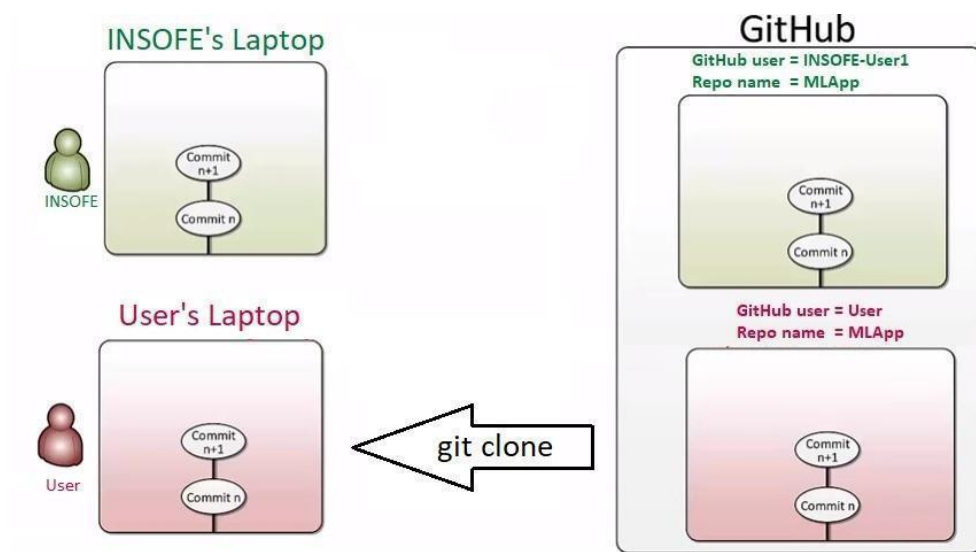 INSOFE's Laptop
INSOFE
Commit
n+1
Commit n
GitHub
GitHub user = INSOFE-User1
Repo name = MLApp
Commit
n+1
Commit n
User's Laptop
User
Commit
n+1
Commit n
git clone
GitHub user = User
Repo name = MLApp
Commit
n+1
Commit n